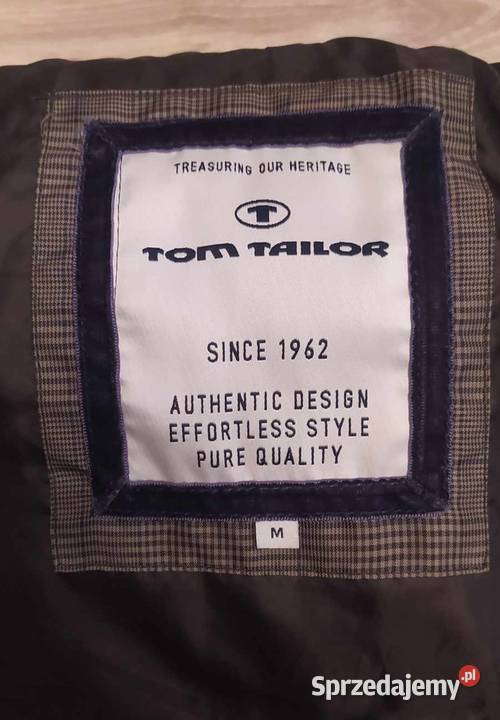 TREASURING OUR HERITAGE
T
TOM TAILOR
SINCE 1962
AUTHENTIC DESIGN
EFFORTLESS STYLE
PURE QUALITY
M
Sprzedajemy.pl